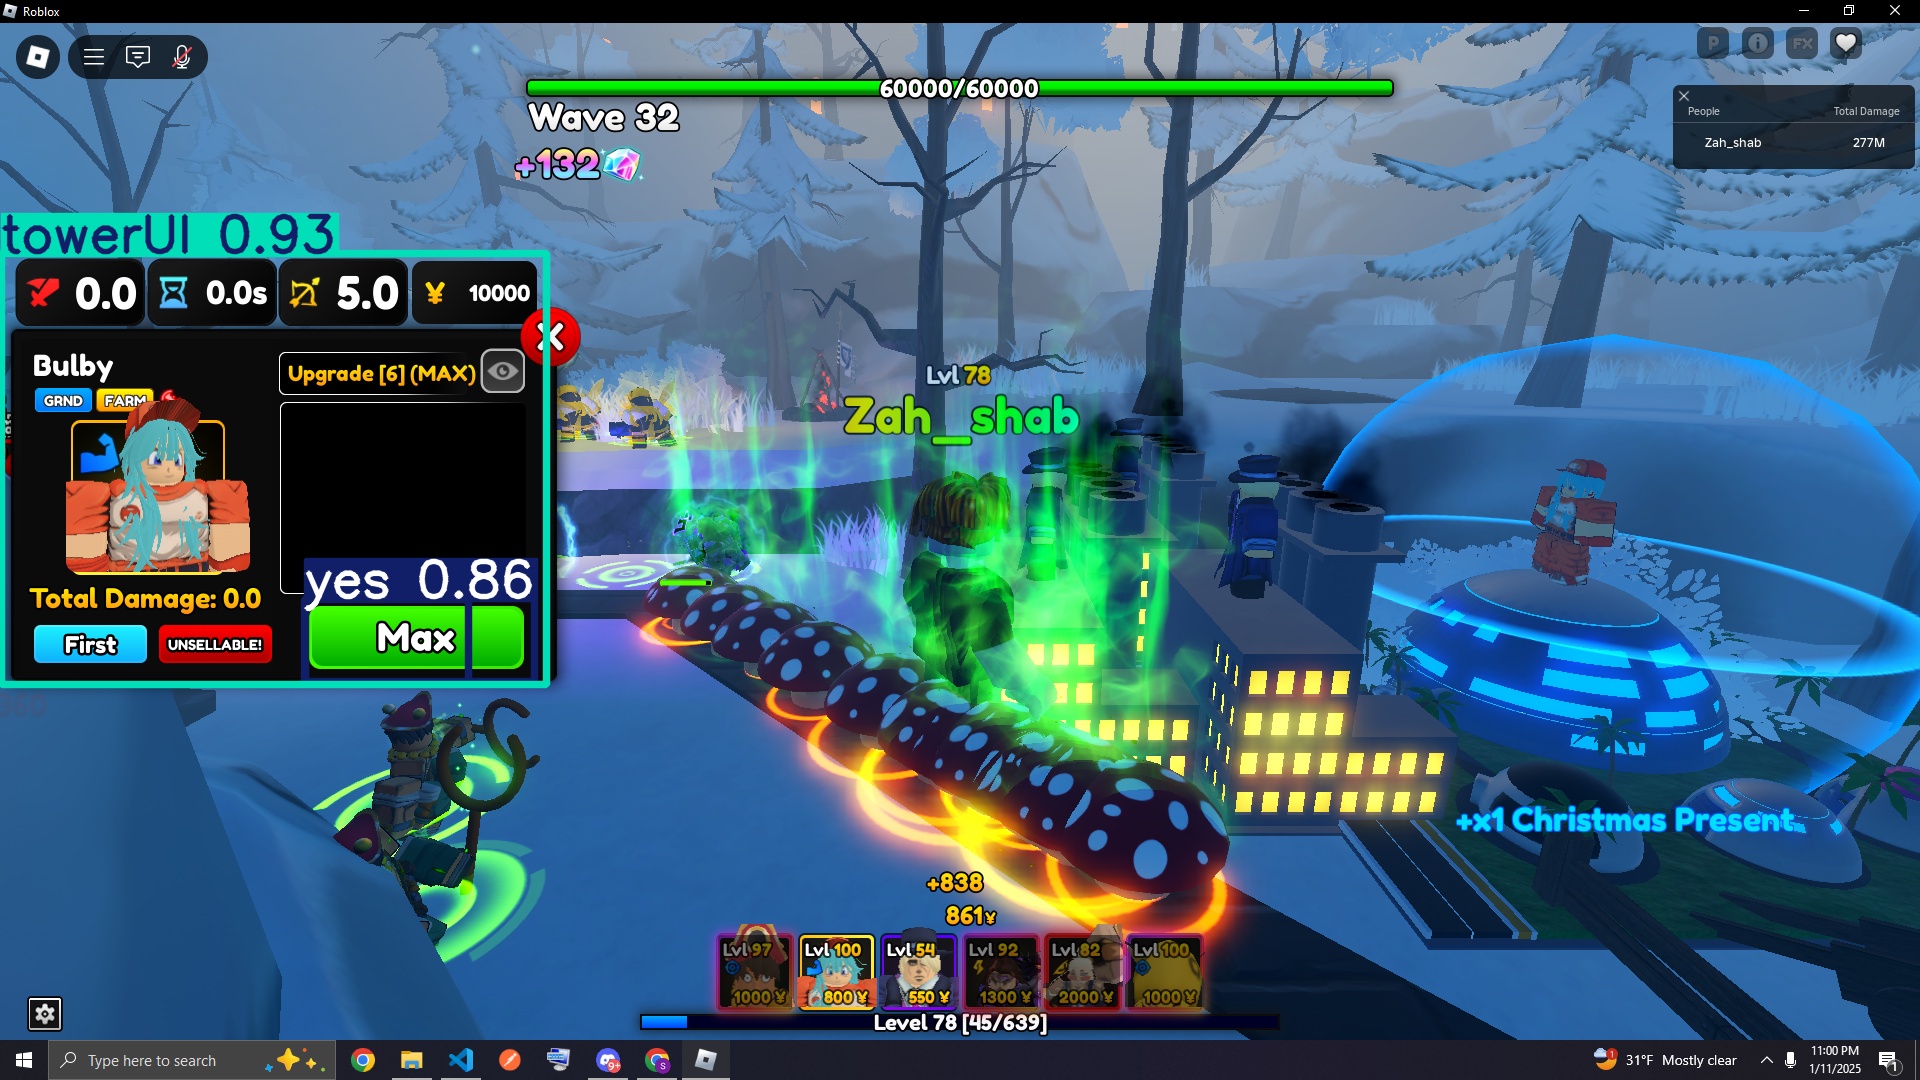 Roblox
P
FX
60000/60000
Wave 32
+132
People Total Damage
Zah_shab 277M
towerUI 0.93
0.0
0.0s
5.0
¥ 10000
X
Bulby
Upgrade [6] (MAX)
GRND
FARM
Lvl 78
Zah_shab
yes 0.86
Total Damage: 0.0
First
UNSELLABLE!
Max
+x1 Christmas Present
+838
861¥
Lvl 97
Lvl 100
Lvl 54
Lvl 92
Lvl 82
Lvl 100
1000 ¥
800 ¥
550 ¥
1300 ¥
2000 ¥
1000 ¥
Level 78 [45/639]
Type here to search
9+
S
1
31°F Mostly clear
11:00 PM
1/11/2025
1